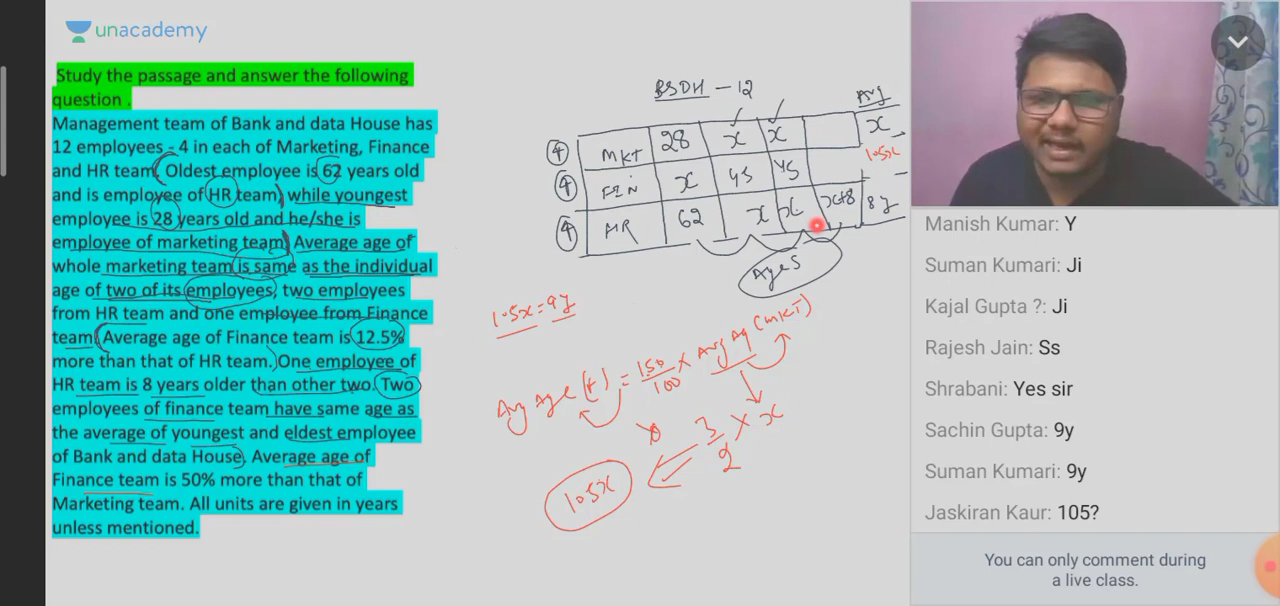 unacademy
Study the passage and answer the following
question .
Management team of Bank and data House has
12 employees - 4 in each of Marketing, Finance
and HR team. Oldest employee is 62 years old
and is employee of HR team, while youngest
employee is 28 years old and he/she is
employee of marketing team. Average age of
whole marketing team is same as the individual
age of two of its employees, two employees
from HR team and one employee from Finance
team. Average age of Finance team is 12.5%
more than that of HR team. One employee of
HR team is 8 years older than other two. Two
employees of finance team have same age as
the average of youngest and eldest employee
of Bank and data House. Average age of
Finance team is 50% more than that of
Marketing team. All units are given in years
unless mentioned.
BSDH - 12
Avg
④ MKT 28 x x x
1.5x
④ FIN x 45 45
④ HR 62 x x x+8 8y
Ages
1.5x = 9y
Avg Age (f) = 150/100 × Avg Ag (MKT)
3/2 × x
1.5x
Manish Kumar: Y
Suman Kumari: Ji
Kajal Gupta ?: Ji
Rajesh Jain: Ss
Shrabani: Yes sir
Sachin Gupta: 9y
Suman Kumari: 9y
Jaskiran Kaur: 105?
You can only comment during
a live class.